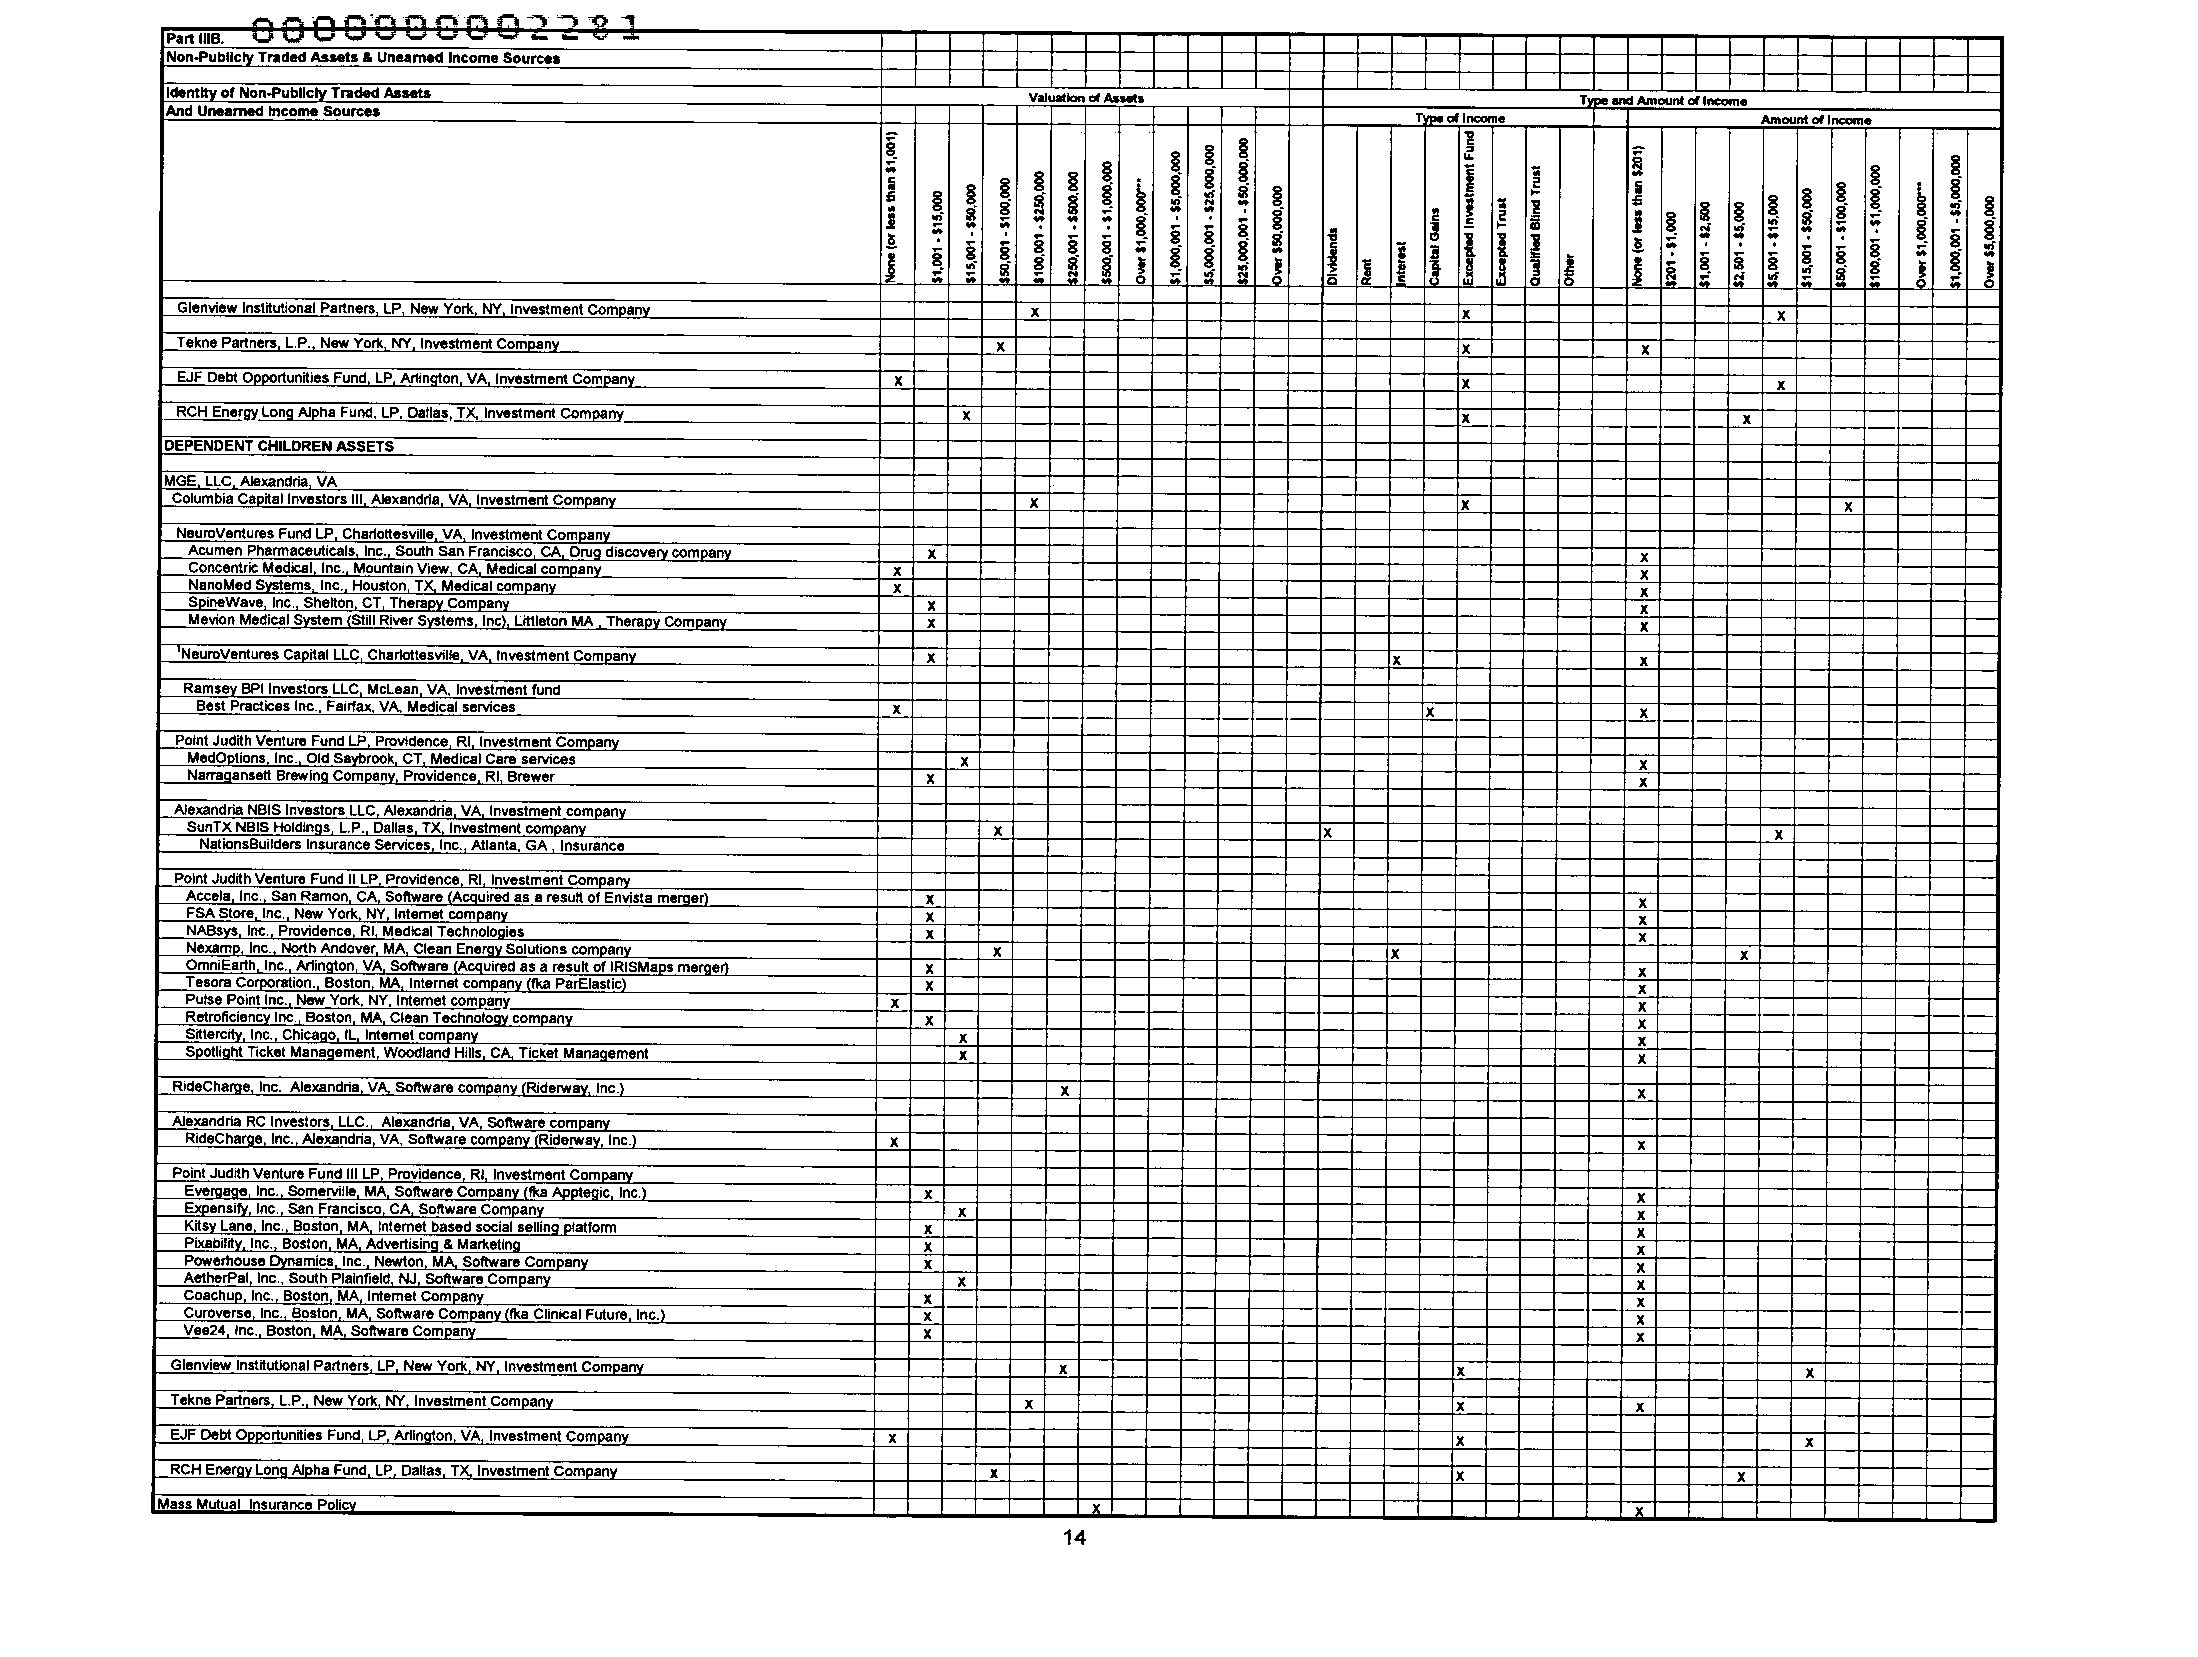 0000000002281
Part IIIB.
Non-Publicly Traded Assets & Unearned Income Sources
Identity of Non-Publicly Traded Assets
And Unearned Income Sources
Valuation of Assets
Type and Amount of Income
Type of Income
Amount of Income
None (or less than $1,001)
$1,001 - $15,000
$15,001 - $50,000
$50,001 - $100,000
$100,001 - $250,000
$250,001 - $500,000
$500,001 - $1,000,000
Over $1,000,000***
$1,000,001 - $5,000,000
$5,000,001 - $25,000,000
$25,000,001 - $50,000,000
Over $50,000,000
Dividends
Rent
Interest
Capital Gains
Excepted Investment Fund
Excepted Trust
Qualified Blind Trust
Other
None (or less than $201)
$201 - $1,000
$1,001 - $2,500
$2,501 - $5,000
$5,001 - $15,000
$15,001 - $50,000
$50,001 - $100,000
$100,001 - $1,000,000
Over $1,000,000***
$1,000,001 - $5,000,000
Over $5,000,000
Glenview Institutional Partners, LP, New York, NY, Investment Company X X X
Tekne Partners, L.P., New York, NY, Investment Company X X X
EJF Debt Opportunities Fund, LP, Arlington, VA, Investment Company X X X
RCH Energy Long Alpha Fund, LP, Dallas, TX, Investment Company X X X
DEPENDENT CHILDREN ASSETS
MGE, LLC, Alexandria, VA
Columbia Capital Investors III, Alexandria, VA, Investment Company X X X
NeuroVentures Fund LP, Charlottesville, VA, Investment Company
Acumen Pharmaceuticals, Inc., South San Francisco, CA, Drug discovery company X X
Concentric Medical, Inc., Mountain View, CA, Medical company X X
NanoMed Systems, Inc., Houston, TX, Medical company X X
SpineWave, Inc., Shelton, CT, Therapy Company X X
Mevion Medical System (Still River Systems, Inc), Littleton MA , Therapy Company X X
1NeuroVentures Capital LLC, Charlottesville, VA, Investment Company X X X
Ramsey BPI Investors LLC, McLean, VA, Investment fund
Best Practices Inc., Fairfax, VA, Medical services X X X
Point Judith Venture Fund LP, Providence, RI, Investment Company
MedOptions, Inc., Old Saybrook, CT, Medical Care services X X
Narragansett Brewing Company, Providence, RI, Brewer X X
Alexandria NBIS Investors LLC, Alexandria, VA, Investment company
SunTX NBIS Holdings, L.P., Dallas, TX, Investment company X X X
NationsBuilders Insurance Services, Inc., Atlanta, GA , Insurance
Point Judith Venture Fund II LP, Providence, RI, Investment Company
Accela, Inc., San Ramon, CA, Software (Acquired as a result of Envista merger) X X
FSA Store, Inc., New York, NY, Internet company X X
NABsys, Inc., Providence, RI, Medical Technologies X X
Nexamp, Inc., North Andover, MA, Clean Energy Solutions company X X X
OmniEarth, Inc., Arlington, VA, Software (Acquired as a result of IRISMaps merger) X X
Tesora Corporation., Boston, MA, Internet company (fka ParElastic) X X
Pulse Point Inc., New York, NY, Internet company X X
Retroficiency Inc., Boston, MA, Clean Technology company X X
Sittercity, Inc., Chicago, IL, Internet company X X
Spotlight Ticket Management, Woodland Hills, CA, Ticket Management X X
RideCharge, Inc. Alexandria, VA, Software company (Riderway, Inc.) X X
Alexandria RC Investors, LLC., Alexandria, VA, Software company
RideCharge, Inc., Alexandria, VA, Software company (Riderway, Inc.) X X
Point Judith Venture Fund III LP, Providence, RI, Investment Company
Evergage, Inc., Somerville, MA, Software Company (fka Apptegic, Inc.) X X
Expensify, Inc., San Francisco, CA, Software Company X X
Kitsy Lane, Inc., Boston, MA, Internet based social selling platform X X
Pixability, Inc., Boston, MA, Advertising & Marketing X X
Powerhouse Dynamics, Inc., Newton, MA, Software Company X X
AetherPal, Inc., South Plainfield, NJ, Software Company X X
Coachup, Inc., Boston, MA, Internet Company X X
Curoverse, Inc., Boston, MA, Software Company (fka Clinical Future, Inc.) X X
Vee24, Inc., Boston, MA, Software Company X X
Glenview Institutional Partners, LP, New York, NY, Investment Company X X X
Tekne Partners, L.P., New York, NY, Investment Company X X X
EJF Debt Opportunities Fund, LP, Arlington, VA, Investment Company X X X
RCH Energy Long Alpha Fund, LP, Dallas, TX, Investment Company X X X
Mass Mutual Insurance Policy X X
14